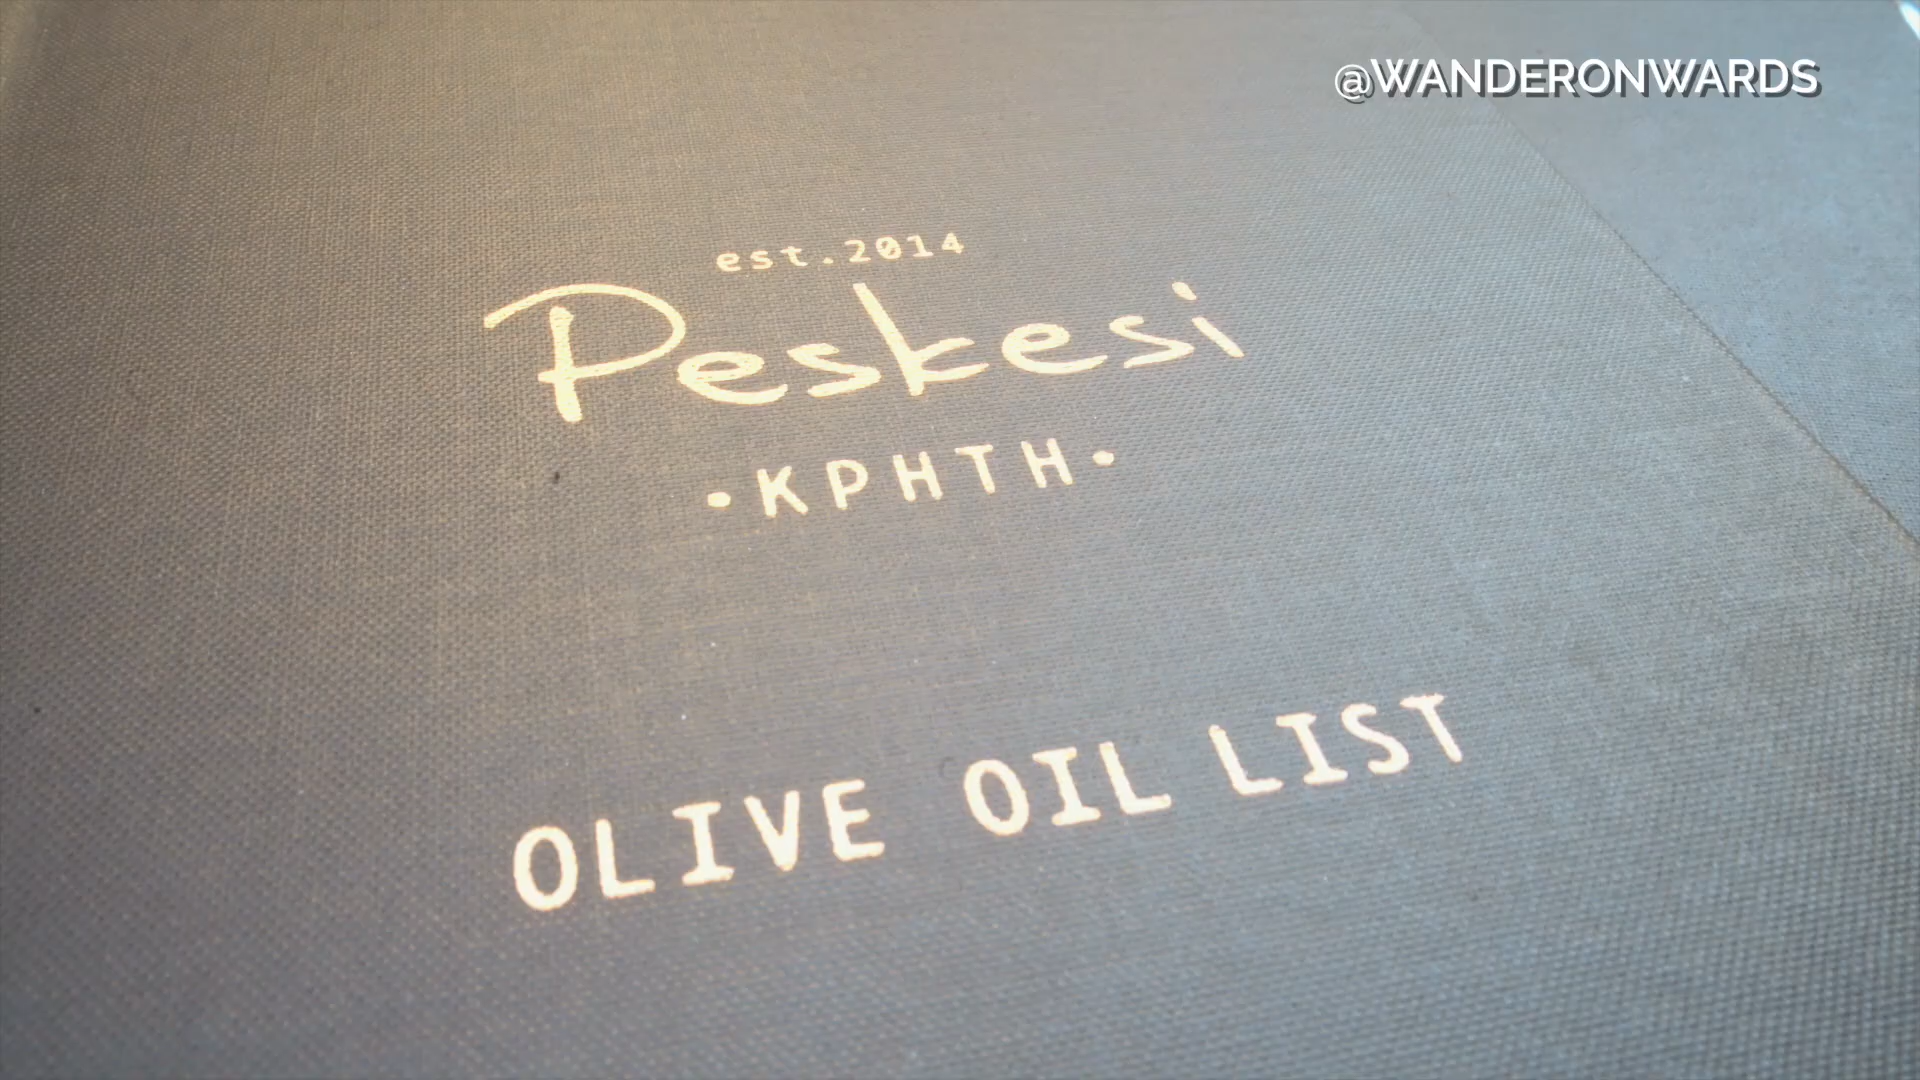 @WANDERONWARDS
est.2014
Peskesi
·ΚΡΗΤΗ·
OLIVE OIL LIST